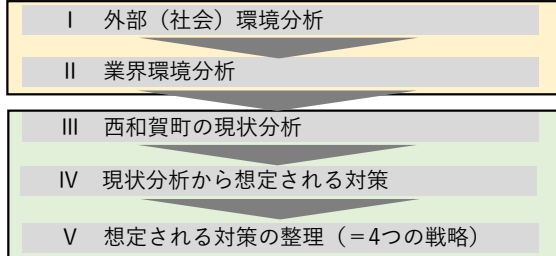 Ⅰ 外部（社会）環境分析
Ⅱ 業界環境分析
Ⅲ 西和賀町の現状分析
Ⅳ 現状分析から想定される対策
Ⅴ 想定される対策の整理（＝4つの戦略）